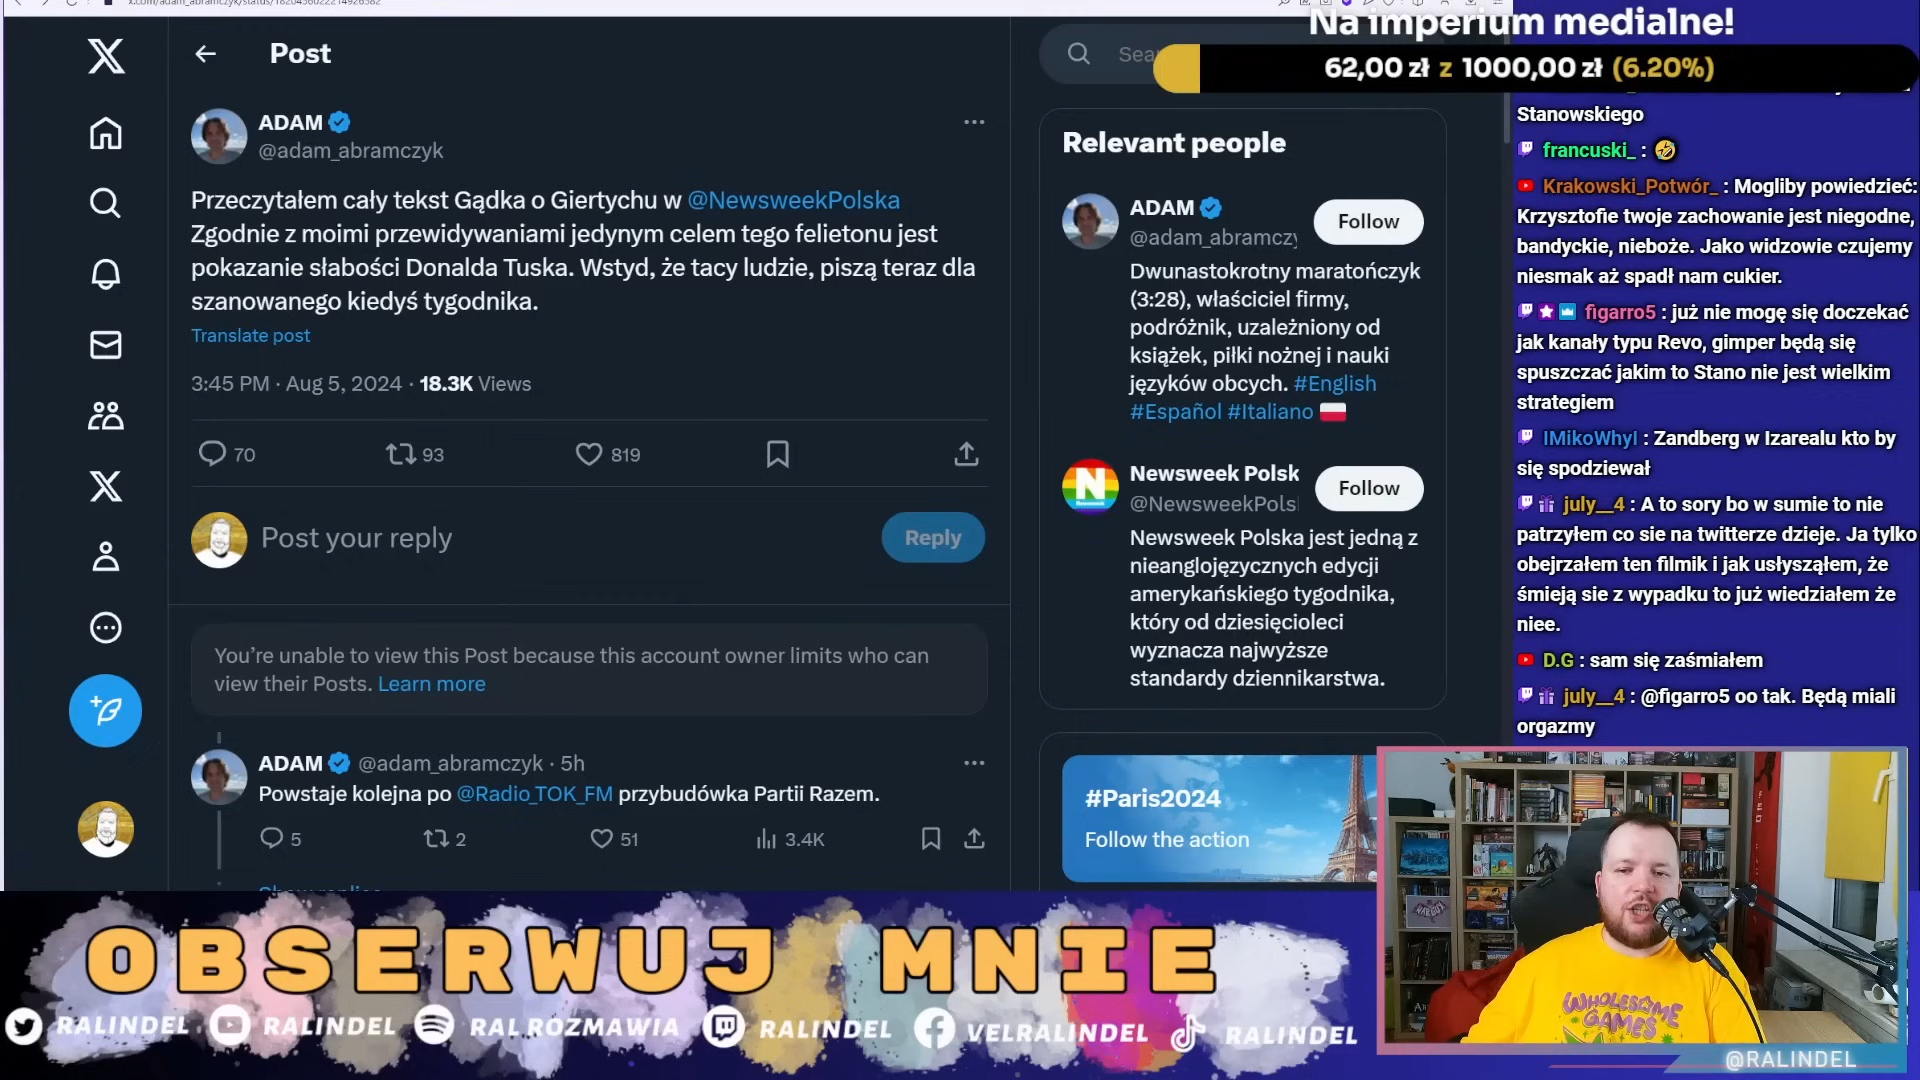 x.com/adam_abramczyk/status/1820456022214926582
Post
ADAM
@adam_abramczyk
Przeczytałem cały tekst Gądka o Giertychu w @NewsweekPolska
Zgodnie z moimi przewidywaniami jedynym celem tego felietonu jest
pokazanie słabości Donalda Tuska. Wstyd, że tacy ludzie, piszą teraz dla
szanowanego kiedyś tygodnika.
Translate post
3:45 PM · Aug 5, 2024 · 18.3K Views
70
93
819
Post your reply
Reply
You’re unable to view this Post because this account owner limits who can
view their Posts. Learn more
ADAM @adam_abramczyk · 5h
Powstaje kolejna po @Radio_TOK_FM przybudówka Partii Razem.
5
2
51
3.4K
Sea
Relevant people
ADAM
@adam_abramczy
Follow
Dwunastokrotny maratończyk
(3:28), właściciel firmy,
podróżnik, uzależniony od
książek, piłki nożnej i nauki
języków obcych. #English
#Español #Italiano
Newsweek Polsk
@NewsweekPols
Follow
Newsweek Polska jest jedną z
nieanglojęzycznych edycji
amerykańskiego tygodnika,
który od dziesięcioleci
wyznacza najwyższe
standardy dziennikarstwa.
#Paris2024
Follow the action
Na imperium medialne!
62,00 zł z 1000,00 zł (6.20%)
Stanowskiego
francuski_ : 🤣
Krakowski_Potwór_ : Mogliby powiedzieć:
Krzysztofie twoje zachowanie jest niegodne,
bandyckie, nieboże. Jako widzowie czujemy
niesmak aż spadł nam cukier.
figarro5 : już nie mogę się doczekać
jak kanały typu Revo, gimper będą się
spuszczać jakim to Stano nie jest wielkim
strategiem
IMikoWhyI : Zandberg w Izarealu kto by
się spodziewał
july__4 : A to sory bo w sumie to nie
patrzyłem co sie na twitterze dzieje. Ja tylko
obejrzałem ten filmik i jak usłysząłem, że
śmieją sie z wypadku to już wiedziałem że
niee.
D.G : sam się zaśmiałem
july__4 : @figarro5 oo tak. Będą miali
orgazmy
WHOLESOME
GAMES
@RALINDEL
OBSERWUJ MNIE
RALINDEL RALINDEL RAL ROZMAWIA RALINDEL VELRALINDEL RALINDEL